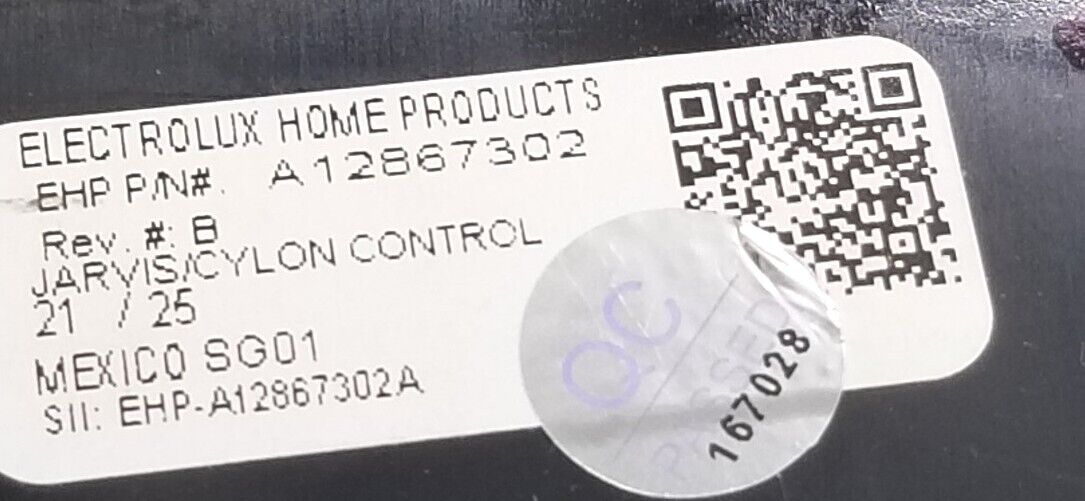 ELECTROLUX HOME PRODUCTS
EHP P/N#. A12867302
Rev. #: B
JARVIS/CYLON CONTROL
21 / 25
MEXICO SG01
SII: EHP-A12867302A
QC
PASSED
167028